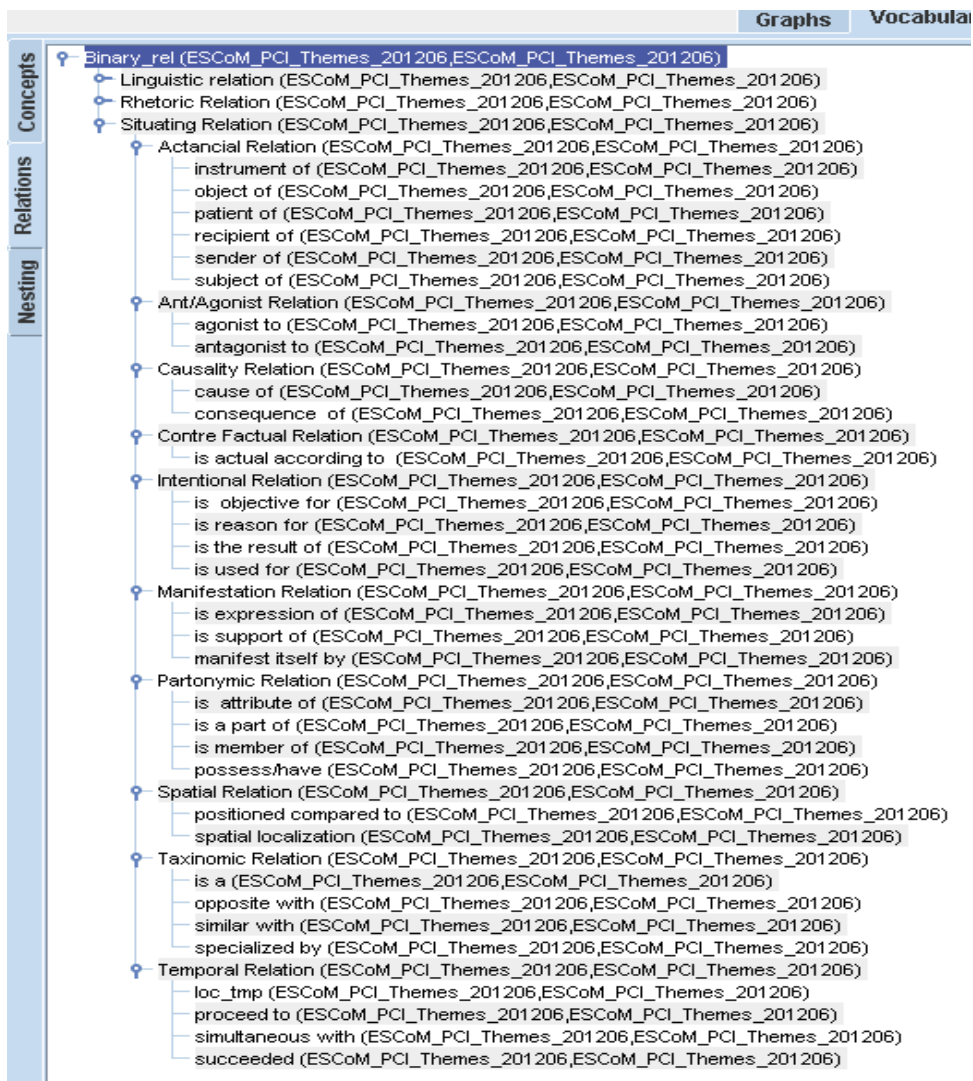 Graphs Vocabular
Concepts
Relations
Nesting
Binary_rel (ESCoM_PCI_Themes_201206,ESCoM_PCI_Themes_201206)
Linguistic relation (ESCoM_PCI_Themes_201206,ESCoM_PCI_Themes_201206)
Rhetoric Relation (ESCoM_PCI_Themes_201206,ESCoM_PCI_Themes_201206)
Situating Relation (ESCoM_PCI_Themes_201206,ESCoM_PCI_Themes_201206)
Actancial Relation (ESCoM_PCI_Themes_201206,ESCoM_PCI_Themes_201206)
instrument of (ESCoM_PCI_Themes_201206,ESCoM_PCI_Themes_201206)
object of (ESCoM_PCI_Themes_201206,ESCoM_PCI_Themes_201206)
patient of (ESCoM_PCI_Themes_201206,ESCoM_PCI_Themes_201206)
recipient of (ESCoM_PCI_Themes_201206,ESCoM_PCI_Themes_201206)
sender of (ESCoM_PCI_Themes_201206,ESCoM_PCI_Themes_201206)
subject of (ESCoM_PCI_Themes_201206,ESCoM_PCI_Themes_201206)
Ant/Agonist Relation (ESCoM_PCI_Themes_201206,ESCoM_PCI_Themes_201206)
agonist to (ESCoM_PCI_Themes_201206,ESCoM_PCI_Themes_201206)
antagonist to (ESCoM_PCI_Themes_201206,ESCoM_PCI_Themes_201206)
Causality Relation (ESCoM_PCI_Themes_201206,ESCoM_PCI_Themes_201206)
cause of (ESCoM_PCI_Themes_201206,ESCoM_PCI_Themes_201206)
consequence of (ESCoM_PCI_Themes_201206,ESCoM_PCI_Themes_201206)
Contre Factual Relation (ESCoM_PCI_Themes_201206,ESCoM_PCI_Themes_201206)
is actual according to (ESCoM_PCI_Themes_201206,ESCoM_PCI_Themes_201206)
Intentional Relation (ESCoM_PCI_Themes_201206,ESCoM_PCI_Themes_201206)
is objective for (ESCoM_PCI_Themes_201206,ESCoM_PCI_Themes_201206)
is reason for (ESCoM_PCI_Themes_201206,ESCoM_PCI_Themes_201206)
is the result of (ESCoM_PCI_Themes_201206,ESCoM_PCI_Themes_201206)
is used for (ESCoM_PCI_Themes_201206,ESCoM_PCI_Themes_201206)
Manifestation Relation (ESCoM_PCI_Themes_201206,ESCoM_PCI_Themes_201206)
is expression of (ESCoM_PCI_Themes_201206,ESCoM_PCI_Themes_201206)
is support of (ESCoM_PCI_Themes_201206,ESCoM_PCI_Themes_201206)
manifest itself by (ESCoM_PCI_Themes_201206,ESCoM_PCI_Themes_201206)
Partonymic Relation (ESCoM_PCI_Themes_201206,ESCoM_PCI_Themes_201206)
is attribute of (ESCoM_PCI_Themes_201206,ESCoM_PCI_Themes_201206)
is a part of (ESCoM_PCI_Themes_201206,ESCoM_PCI_Themes_201206)
is member of (ESCoM_PCI_Themes_201206,ESCoM_PCI_Themes_201206)
possess/have (ESCoM_PCI_Themes_201206,ESCoM_PCI_Themes_201206)
Spatial Relation (ESCoM_PCI_Themes_201206,ESCoM_PCI_Themes_201206)
positioned compared to (ESCoM_PCI_Themes_201206,ESCoM_PCI_Themes_201206)
spatial localization (ESCoM_PCI_Themes_201206,ESCoM_PCI_Themes_201206)
Taxinomic Relation (ESCoM_PCI_Themes_201206,ESCoM_PCI_Themes_201206)
is a (ESCoM_PCI_Themes_201206,ESCoM_PCI_Themes_201206)
opposite with (ESCoM_PCI_Themes_201206,ESCoM_PCI_Themes_201206)
similar with (ESCoM_PCI_Themes_201206,ESCoM_PCI_Themes_201206)
specialized by (ESCoM_PCI_Themes_201206,ESCoM_PCI_Themes_201206)
Temporal Relation (ESCoM_PCI_Themes_201206,ESCoM_PCI_Themes_201206)
loc_tmp (ESCoM_PCI_Themes_201206,ESCoM_PCI_Themes_201206)
proceed to (ESCoM_PCI_Themes_201206,ESCoM_PCI_Themes_201206)
simultaneous with (ESCoM_PCI_Themes_201206,ESCoM_PCI_Themes_201206)
succeeded (ESCoM_PCI_Themes_201206,ESCoM_PCI_Themes_201206)